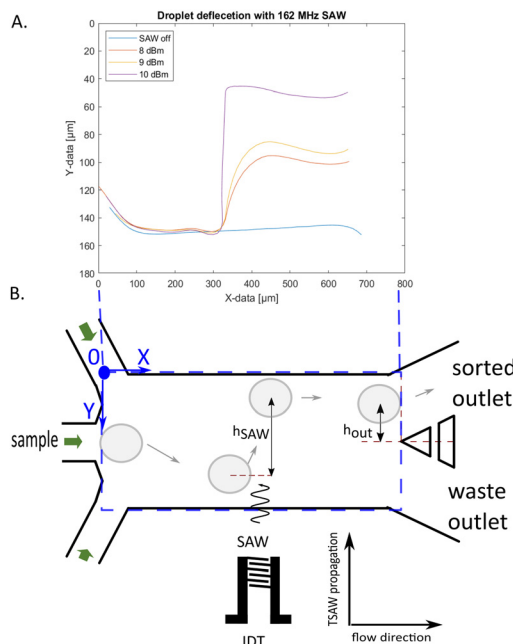 A.
Droplet deflecetion with 162 MHz SAW
SAW off
8 dBm
9 dBm
10 dBm
Y-data [µm]
0
20
40
60
80
100
120
140
160
180
0 100 200 300 400 500 600 700 800
X-data [µm]
B.
0 X
Y
sample
hSAW
hout
sorted
outlet
waste
outlet
SAW
IDT
TSAW propagation
flow direction